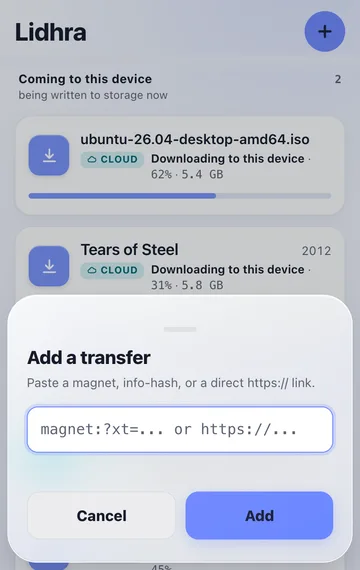 Lidhra
+
Coming to this device 2
being written to storage now
ubuntu-26.04-desktop-amd64.iso
CLOUD Downloading to this device ·
62% · 5.4 GB
Tears of Steel 2012
CLOUD Downloading to this device ·
31% · 5.8 GB
Add a transfer
Paste a magnet, info-hash, or a direct https:// link.
magnet:?xt=... or https://...
Cancel Add
45%